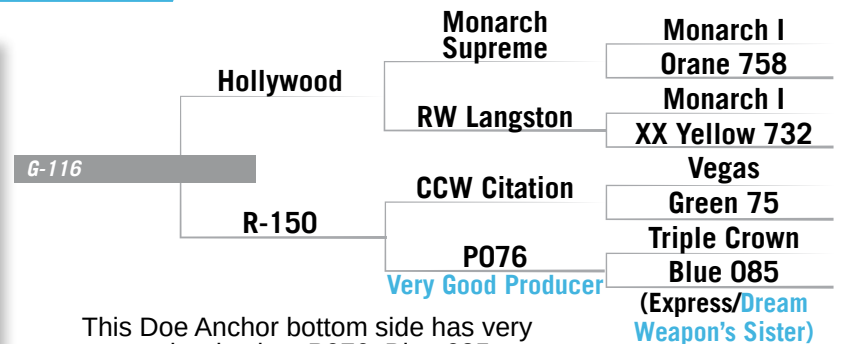 Monarch
Supreme
Monarch I
Orane 758
Hollywood
RW Langston
Monarch I
XX Yellow 732
G-116
CCW Citation
Vegas
Green 75
R-150
P076
Very Good Producer
Triple Crown
Blue 085
(Express/Dream
Weapon's Sister)
This Doe Anchor bottom side has very